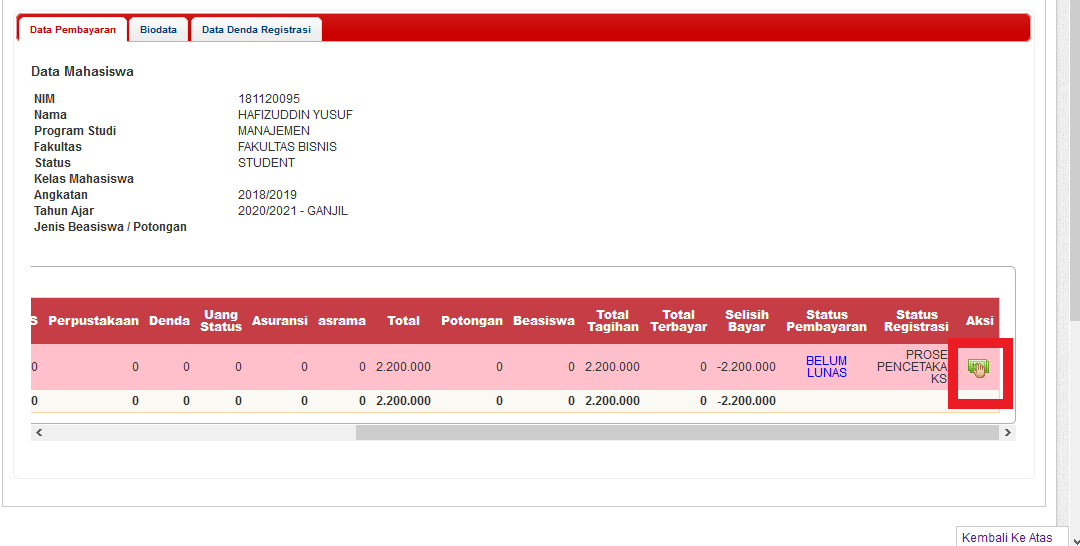 Data Pembayaran Biodata Data Denda Registrasi
Data Mahasiswa
NIM 181120095
Nama HAFIZUDDIN YUSUF
Program Studi MANAJEMEN
Fakultas FAKULTAS BISNIS
Status STUDENT
Kelas Mahasiswa
Angkatan 2018/2019
Tahun Ajar 2020/2021 - GANJIL
Jenis Beasiswa / Potongan
S Perpustakaan Denda Uang Status Asuransi asrama Total Potongan Beasiswa Total Tagihan Total Terbayar Selisih Bayar Status Pembayaran Status Registrasi Aksi
0 0 0 0 0 0 2.200.000 0 0 2.200.000 0 -2.200.000 BELUM LUNAS PROSE PENCETAKA KS
0 0 0 0 0 0 2.200.000 0 0 2.200.000 0 -2.200.000
Kembali Ke Atas